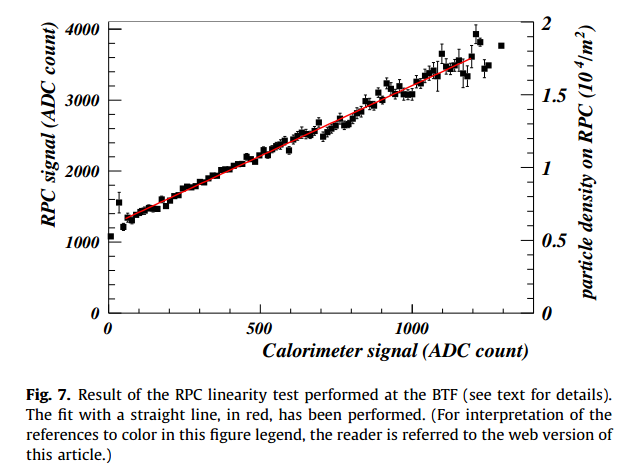 4000
3000
2000
1000
0
RPC signal (ADC count)
2
1.5
1
0.5
0
particle density on RPC (10⁴/m²)
0
500
1000
Calorimeter signal (ADC count)
Fig. 7. Result of the RPC linearity test performed at the BTF (see text for details).
The fit with a straight line, in red, has been performed. (For interpretation of the
references to color in this figure legend, the reader is referred to the web version of
this article.)